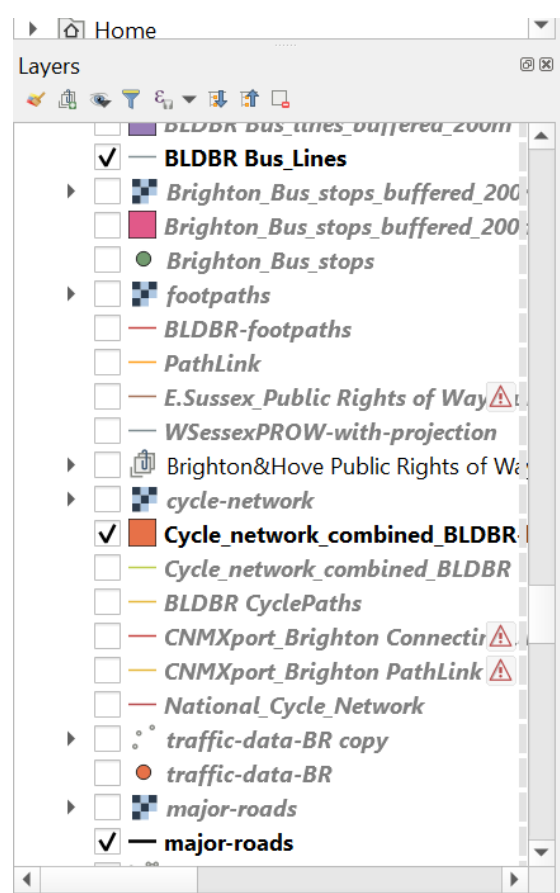 Home
Layers
BLDBR Bus_lines_buffered_200m
BLDBR Bus_Lines
Brighton_Bus_stops_buffered_200
Brighton_Bus_stops_buffered_200
Brighton_Bus_stops
footpaths
BLDBR-footpaths
PathLink
E.Sussex_Public Rights of Way
WSessexPROW-with-projection
Brighton&Hove Public Rights of Wa
cycle-network
Cycle_network_combined_BLDBR-
Cycle_network_combined_BLDBR
BLDBR CyclePaths
CNMXport_Brighton Connectin
CNMXport_Brighton PathLink
National_Cycle_Network
traffic-data-BR copy
traffic-data-BR
major-roads
major-roads